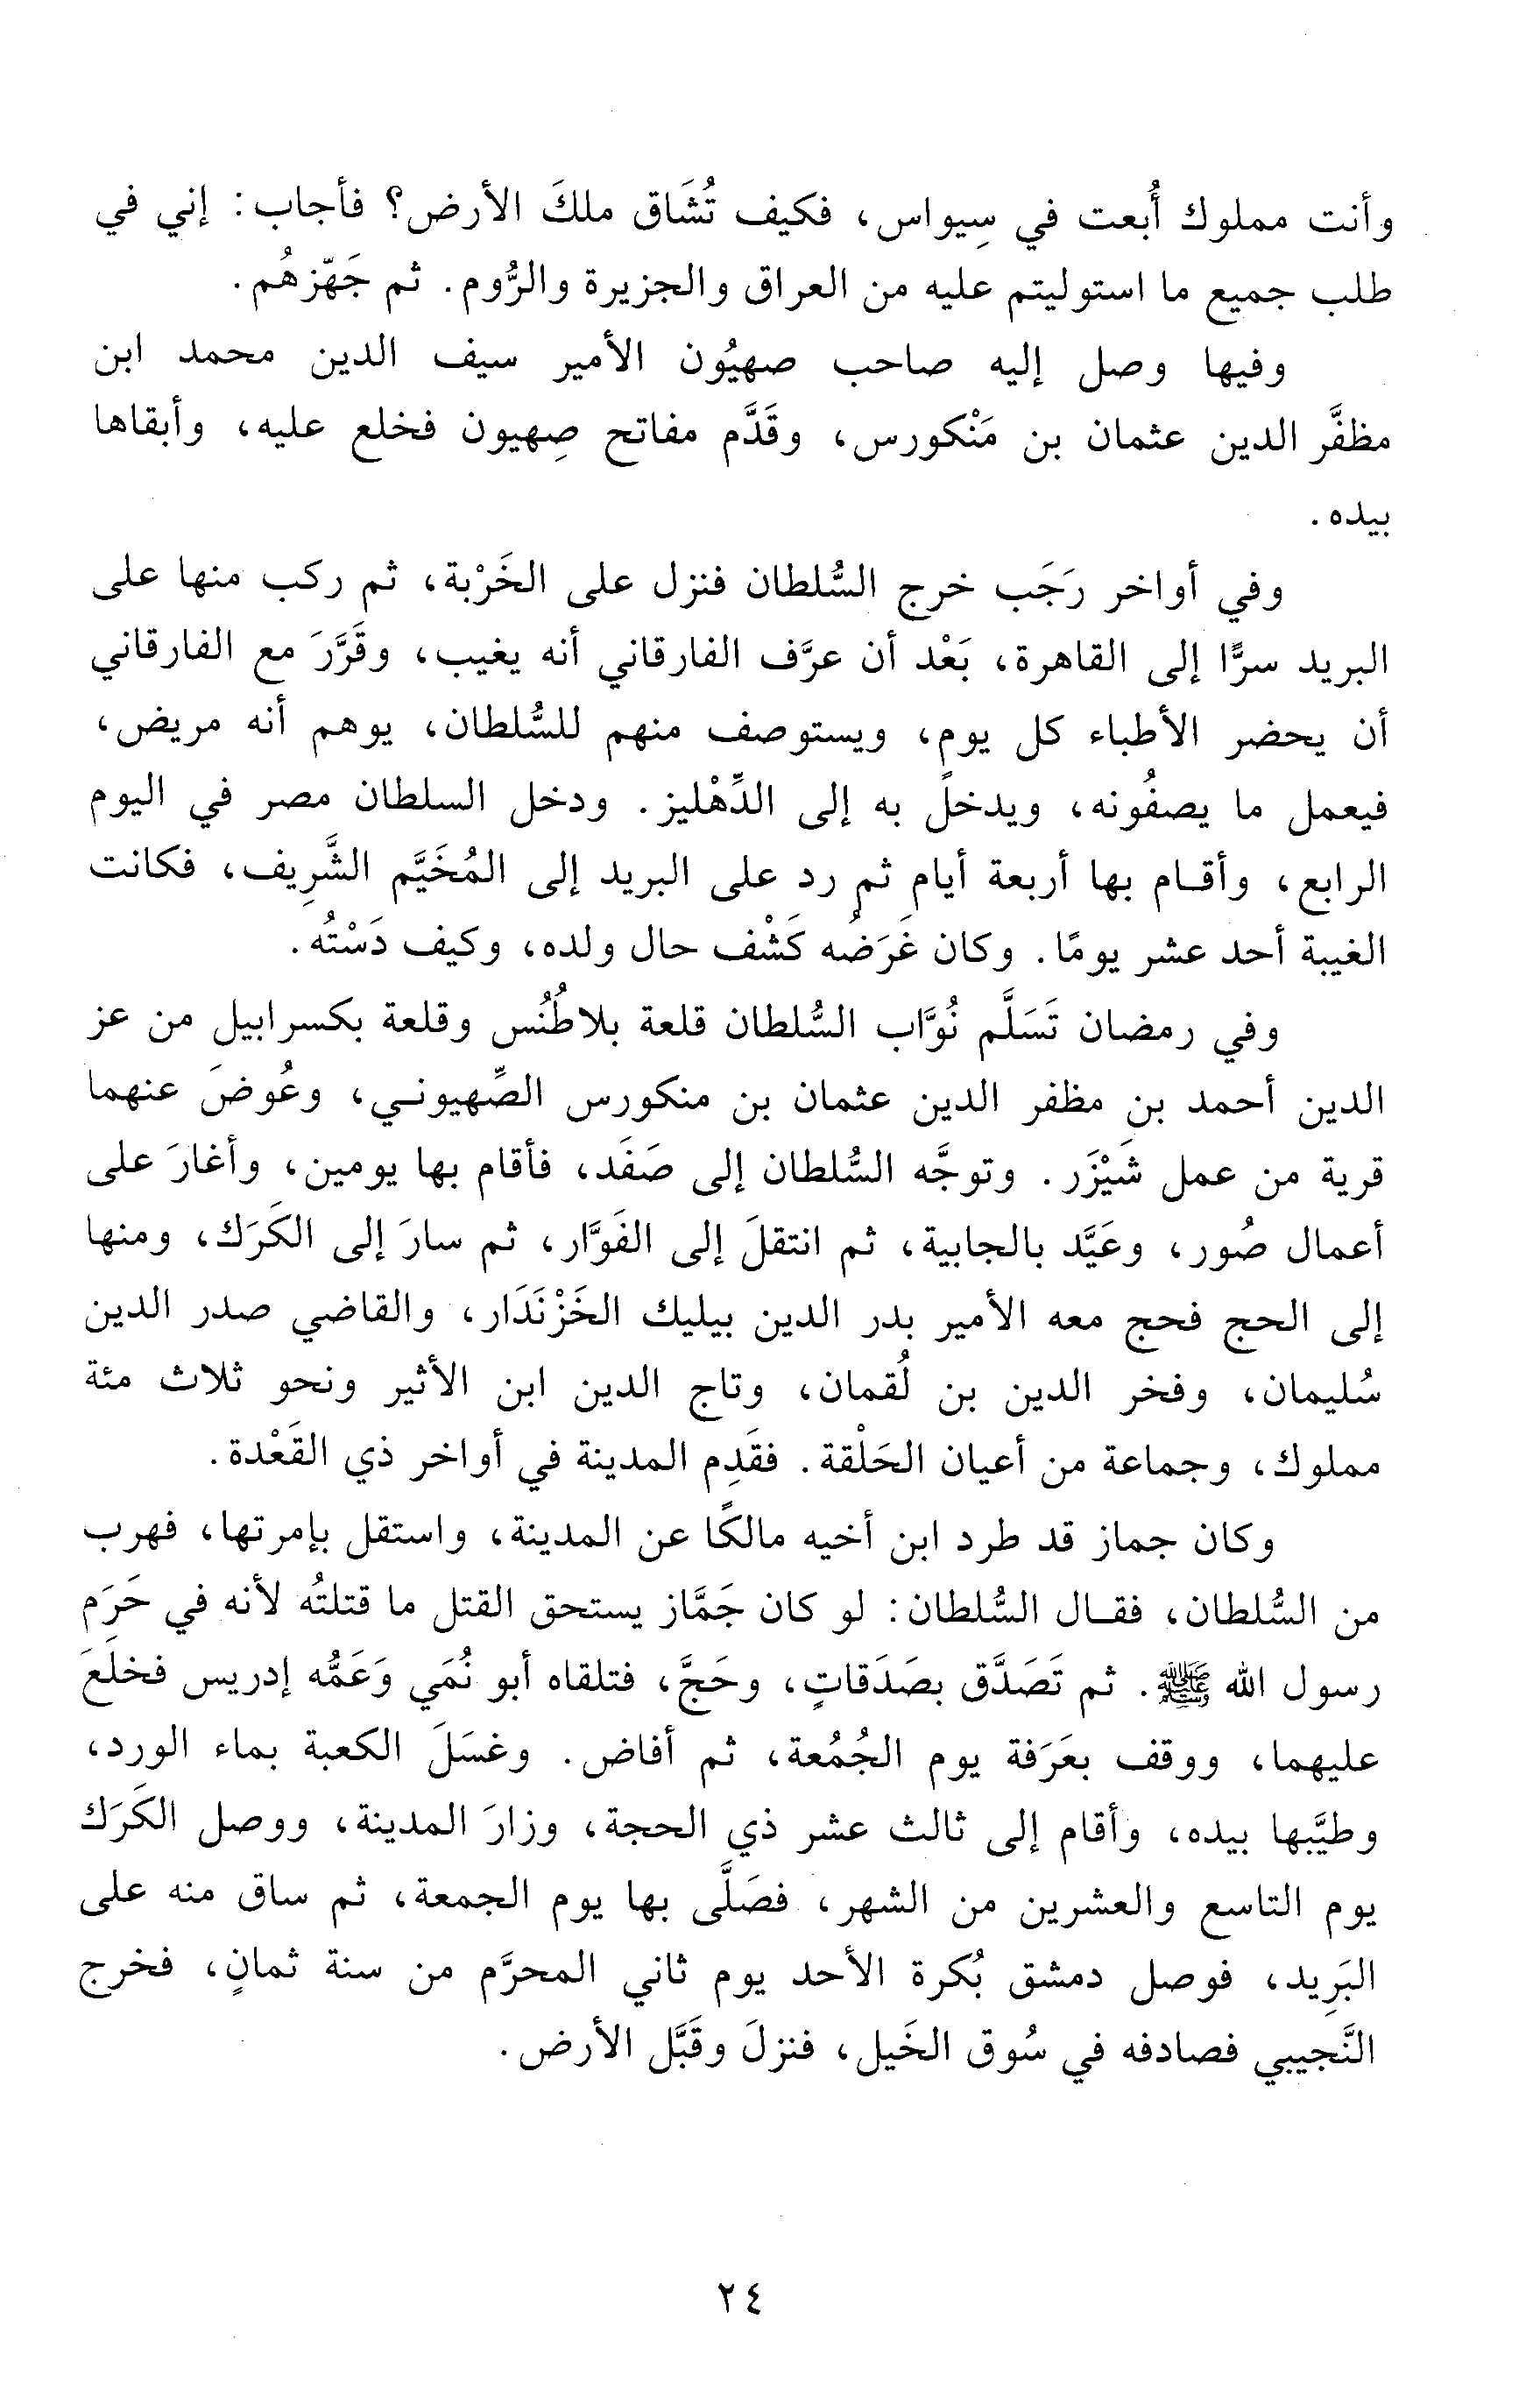 وأنت مملوك أُبعت في سِيواس، فكيف تُشَاق ملكَ الأرض؟ فأجاب: إني في
طلب جميع ما استوليتم عليه من العراق والجزيرة والرُّوم. ثم جَهّزهُم.
وفيها وصل إليه صاحب صهيُون الأمير سيف الدين محمد ابن
مظفَّر الدين عثمان بن مَنْكورس، وقَدَّم مفاتح صِهيون فخلع عليه، وأبقاها
بيده.
وفي أواخر رَجَب خرج السُّلطان فنزل على الخَرْبة، ثم ركب منها على
البريد سرًّا إلى القاهرة، بَعْد أن عرَّف الفارقاني أنه يغيب، وقَرَّرَ مع الفارقاني
أن يحضر الأطباء كل يوم، ويستوصف منهم للسُّلطان، يوهم أنه مريض،
فيعمل ما يصفُونه، ويدخل به إلى الدِّهْليز. ودخل السلطان مصر في اليوم
الرابع، وأقام بها أربعة أيام ثم رد على البريد إلى المُخَيَّم الشَّرِيف، فكانت
الغيبة أحد عشر يومًا. وكان غَرَضُه كَشْف حال ولده، وكيف دَسْتُه.
وفي رمضان تَسَلَّم نُوَّاب السُّلطان قلعة بلاطُنُس وقلعة بكسرابيل من عز
الدين أحمد بن مظفر الدين عثمان بن منكورس الصِّهيوني، وعُوضَ عنهما
قرية من عمل شَيْزَر. وتوجَّه السُّلطان إلى صَفَد، فأقام بها يومين، وأغارَ على
أعمال صُور، وعَيَّد بالجابية، ثم انتقلَ إلى الفَوَّار، ثم سارَ إلى الكَرَك، ومنها
إلى الحج فحج معه الأمير بدر الدين بيليك الخَزْنَدَار، والقاضي صدر الدين
سُليمان، وفخر الدين بن لُقمان، وتاج الدين ابن الأثير ونحو ثلاث مئة
مملوك، وجماعة من أعيان الحَلْقة. فقَدِم المدينة في أواخر ذي القَعْدة.
وكان جماز قد طرد ابن أخيه مالكًا عن المدينة، واستقل بإمرتها، فهرب
من السُّلطان، فقال السُّلطان: لو كان جَمَّاز يستحق القتل ما قتلتُه لأنه في حَرَم
رسول الله ﷺ. ثم تَصَدَّق بصَدَقاتٍ، وحَجَّ، فتلقاه أبو نُمَي وَعَمُّه إدريس فخلَعَ
عليهما، ووقف بعَرَفة يوم الجُمُعة، ثم أفاض. وغسَلَ الكعبة بماء الورد،
وطيَّبها بيده، وأقام إلى ثالث عشر ذي الحجة، وزارَ المدينة، ووصل الكَرَك
يوم التاسع والعشرين من الشهر، فصَلَّى بها يوم الجمعة، ثم ساق منه على
البَرِيد، فوصل دمشق بُكرة الأحد يوم ثاني المحرَّم من سنة ثمانٍ، فخرج
النَّجيبي فصادفه في سُوق الخَيل، فنزلَ وقَبَّل الأرض.
٢٤